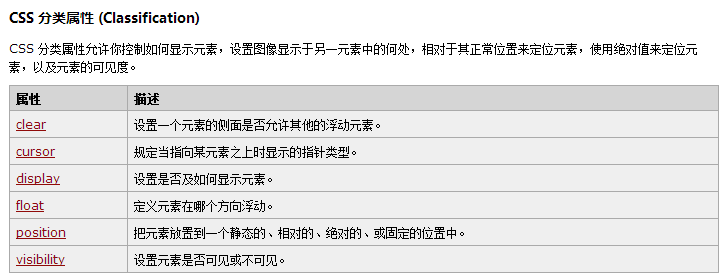 CSS 分类属性 (Classification)
CSS 分类属性允许你控制如何显示元素，设置图像显示于另一元素中的何处，相对于其正常位置来定位元素，使用绝对值来定位元
素，以及元素的可见度。
属性 描述
clear 设置一个元素的侧面是否允许其他的浮动元素。
cursor 规定当指向某元素之上时显示的指针类型。
display 设置是否及如何显示元素。
float 定义元素在哪个方向浮动。
position 把元素放置到一个静态的、相对的、绝对的、或固定的位置中。
visibility 设置元素是否可见或不可见。